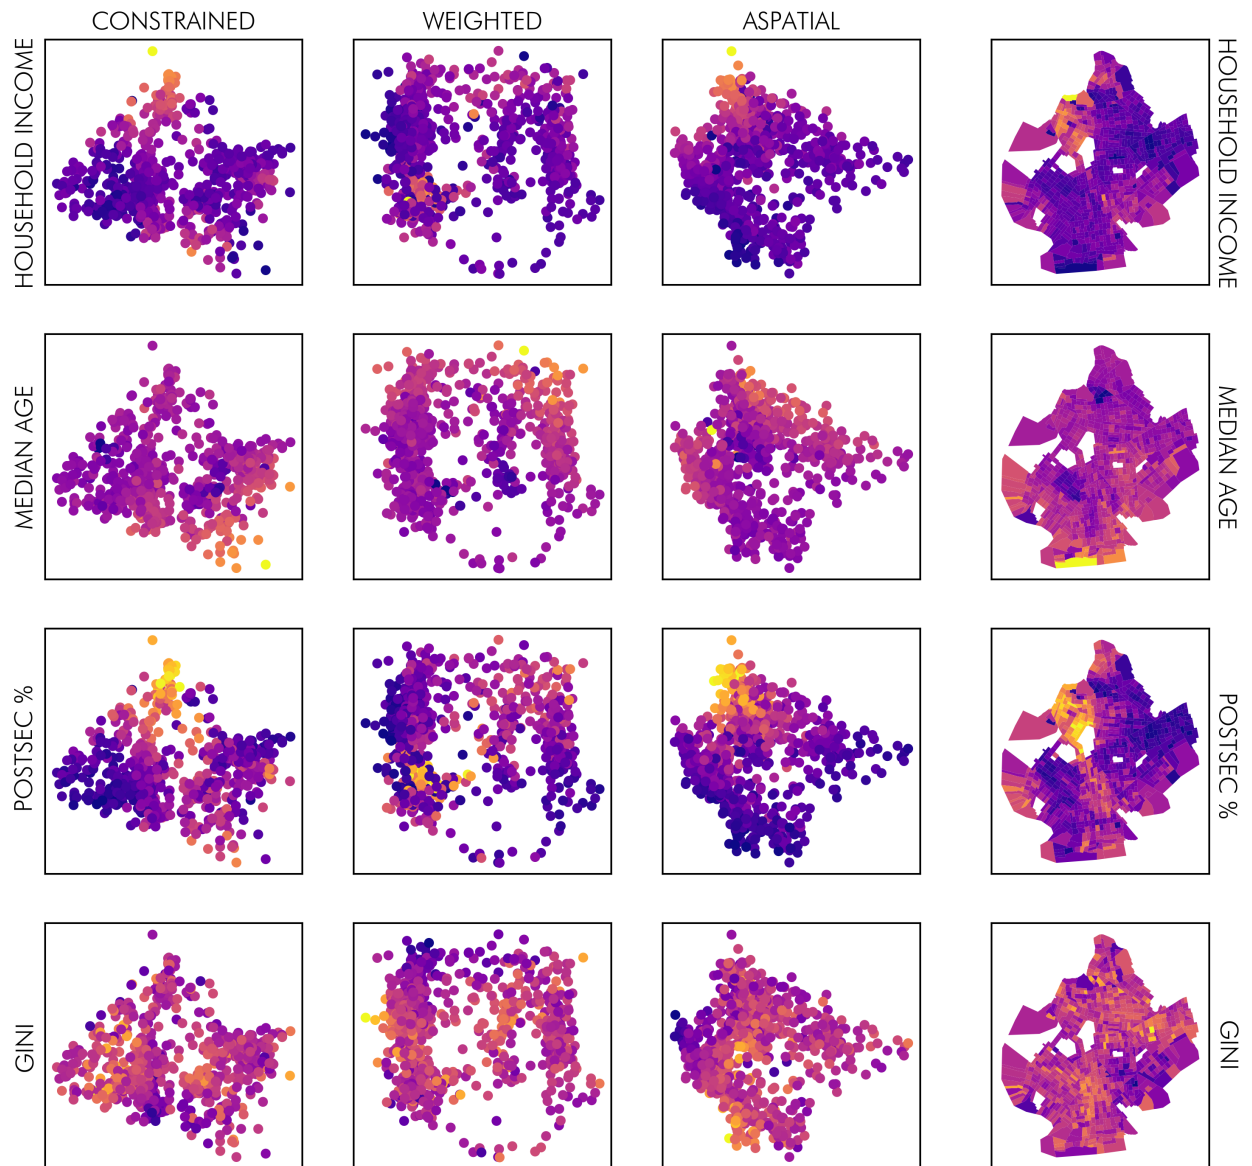 CONSTRAINED WEIGHTED ASPATIAL
HOUSEHOLD INCOME
HOUSEHOLD INCOME
MEDIAN AGE
MEDIAN AGE
POSTSEC %
POSTSEC %
GINI
GINI